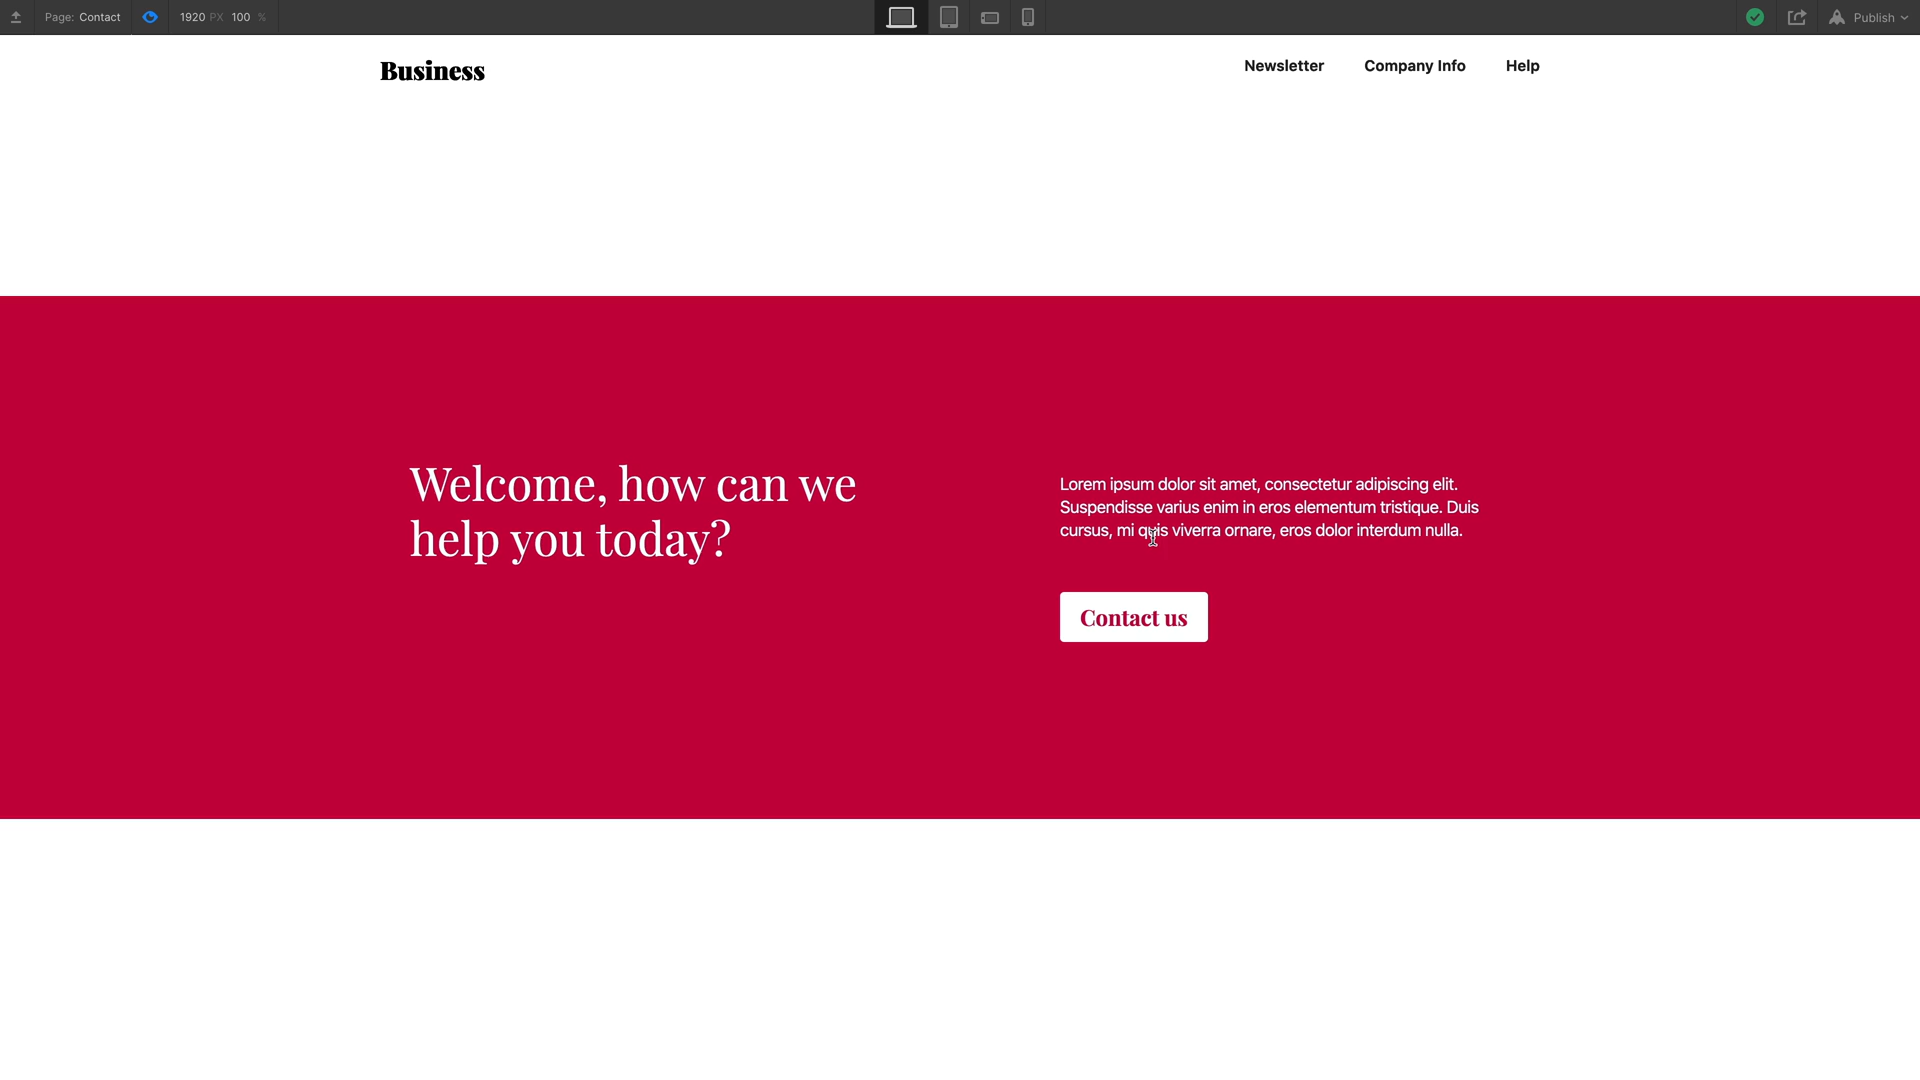 Page: Contact
1920 PX 100 %
Publish
Business
Newsletter Company Info Help
Welcome, how can we
help you today?
Lorem ipsum dolor sit amet, consectetur adipiscing elit.
Suspendisse varius enim in eros elementum tristique. Duis
cursus, mi quis viverra ornare, eros dolor interdum nulla.
Contact us